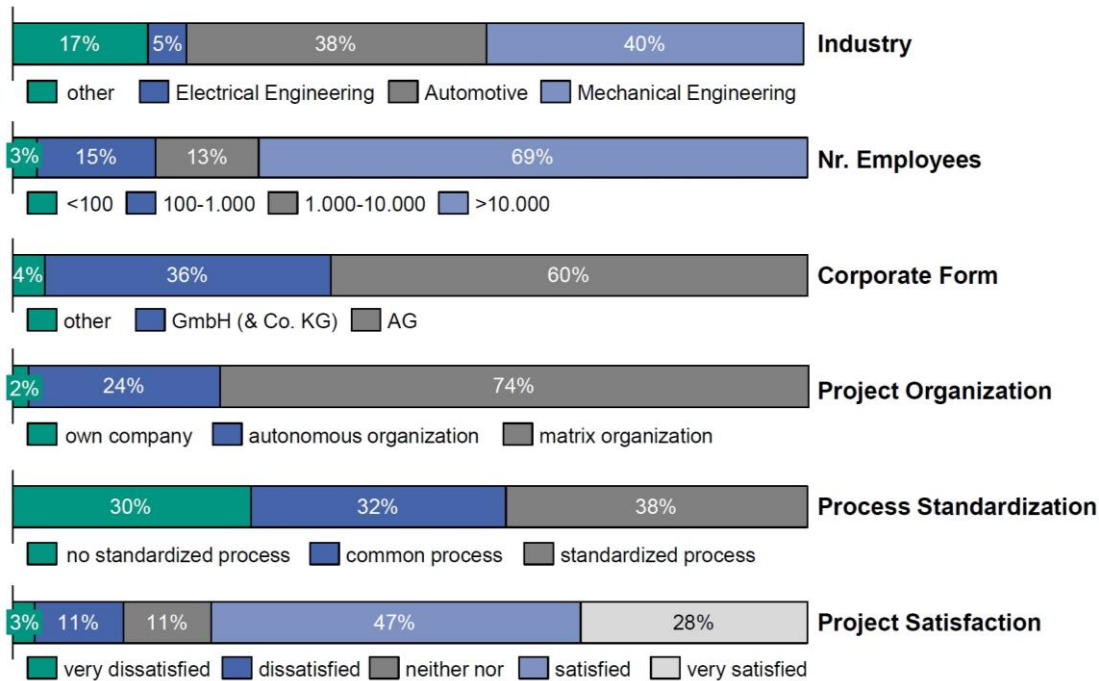 17% 5% 38% 40% Industry
other Electrical Engineering Automotive Mechanical Engineering
3% 15% 13% 69% Nr. Employees
<100 100-1.000 1.000-10.000 >10.000
4% 36% 60% Corporate Form
other GmbH (& Co. KG) AG
2% 24% 74% Project Organization
own company autonomous organization matrix organization
30% 32% 38% Process Standardization
no standardized process common process standardized process
3% 11% 11% 47% 28% Project Satisfaction
very dissatisfied dissatisfied neither nor satisfied very satisfied